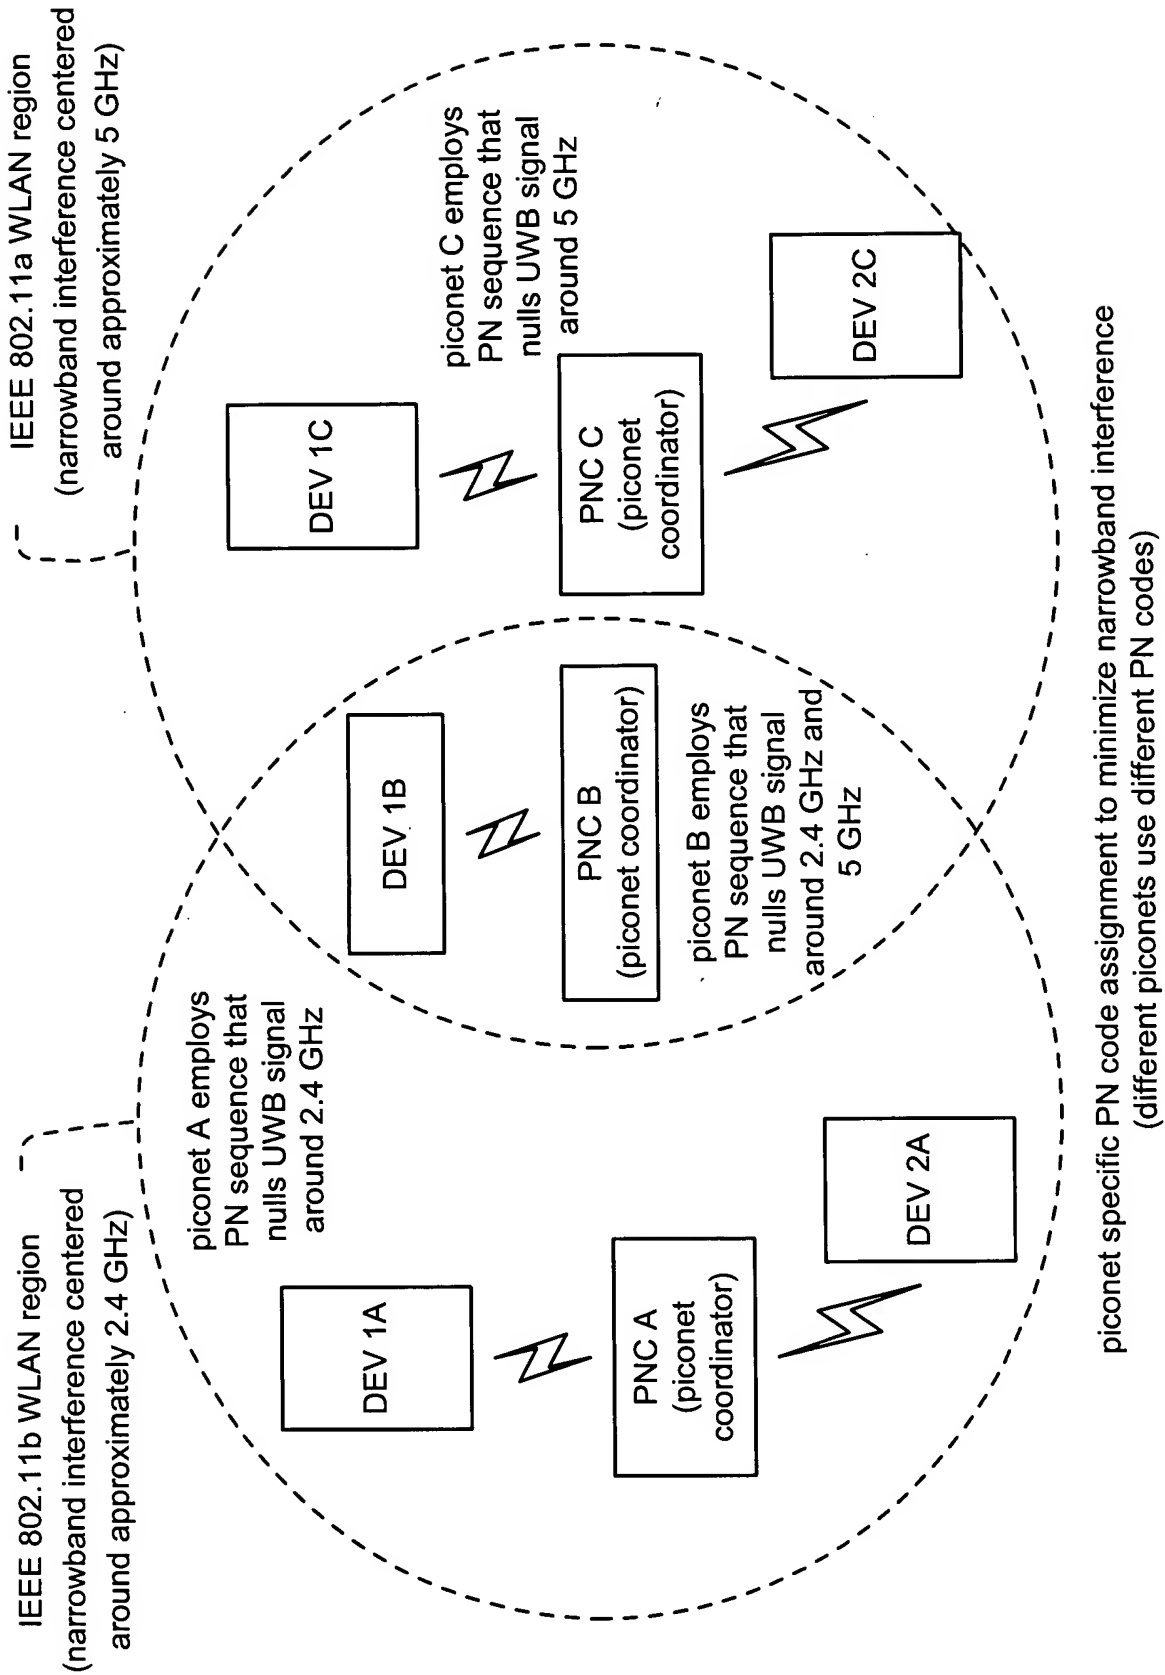 IEEE 802.11b WLAN region
(narrowband interference centered
around approximately 2.4 GHz)
IEEE 802.11a WLAN region
(narrowband interference centered
around approximately 5 GHz)
piconet A employs
PN sequence that
nulls UWB signal
around 2.4 GHz
DEV 1A
PNC A
(piconet
coordinator)
DEV 2A
DEV 1B
PNC B
(piconet coordinator)
piconet B employs
PN sequence that
nulls UWB signal
around 2.4 GHz and
5 GHz
DEV 1C
piconet C employs
PN sequence that
nulls UWB signal
around 5 GHz
PNC C
(piconet
coordinator)
DEV 2C
piconet specific PN code assignment to minimize narrowband interference
(different piconets use different PN codes)